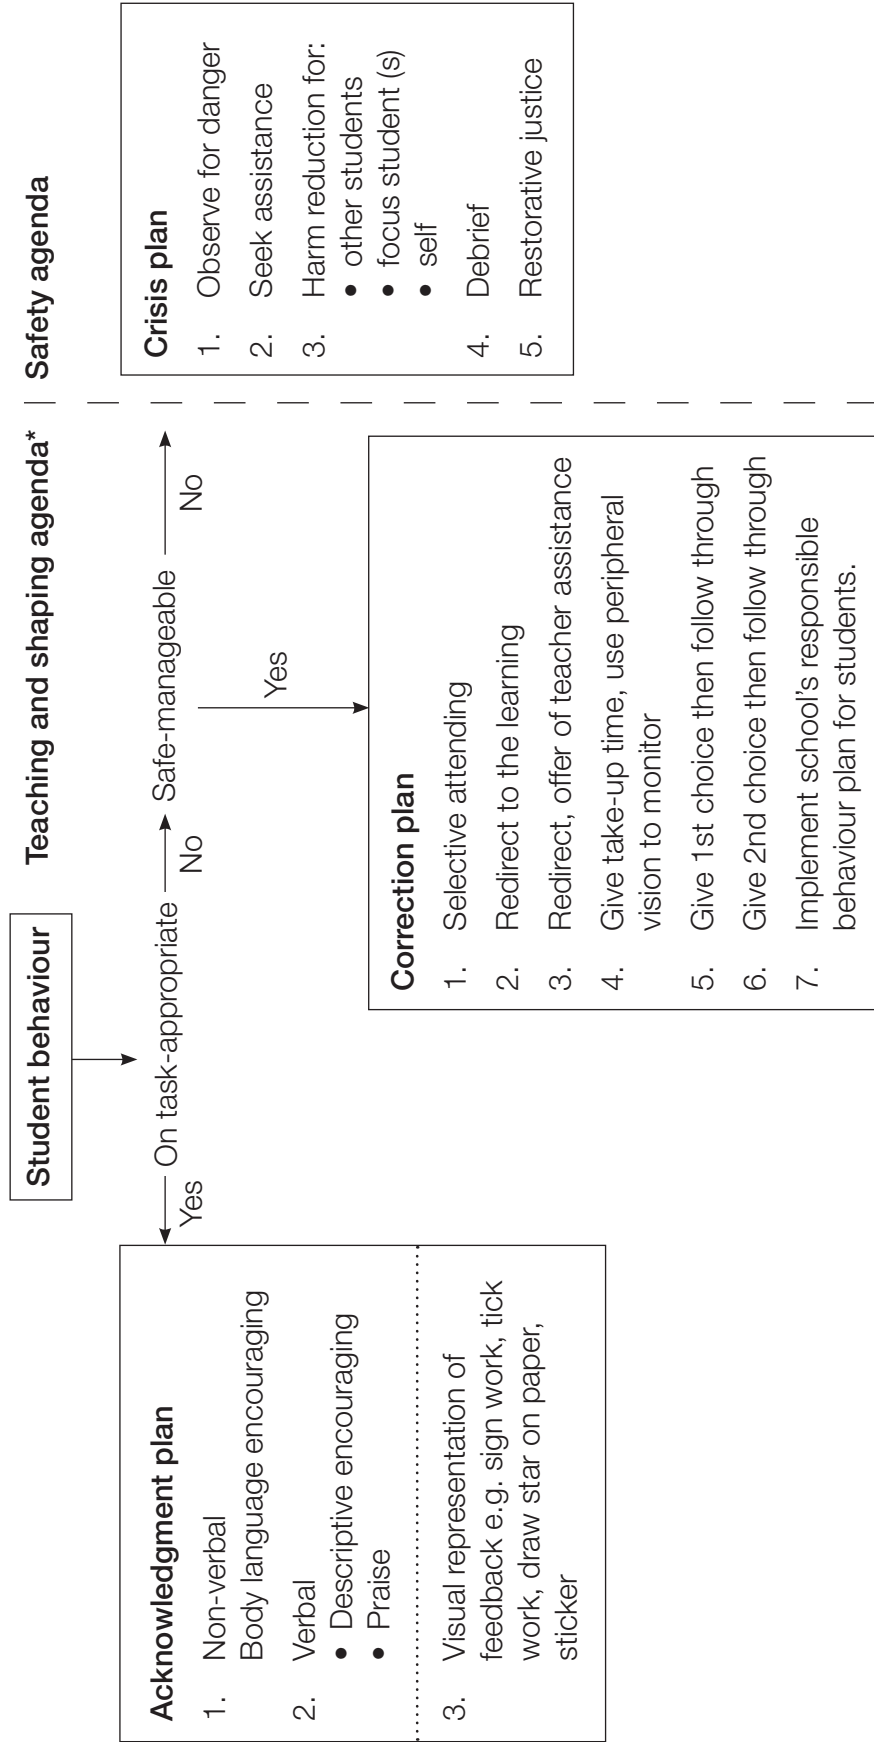 Student behaviour
Teaching and shaping agenda*
Safety agenda
On task-appropriate
Yes
No
Safe-manageable
No
Yes
Acknowledgment plan
1. Non-verbal
Body language encouraging
2. Verbal
• Descriptive encouraging
• Praise
3. Visual representation of
feedback e.g. sign work, tick
work, draw star on paper,
sticker
Correction plan
1. Selective attending
2. Redirect to the learning
3. Redirect, offer of teacher assistance
4. Give take-up time, use peripheral
vision to monitor
5. Give 1st choice then follow through
6. Give 2nd choice then follow through
7. Implement school's responsible
behaviour plan for students.
Crisis plan
1. Observe for danger
2. Seek assistance
3. Harm reduction for:
• other students
• focus student (s)
• self
4. Debrief
5. Restorative justice